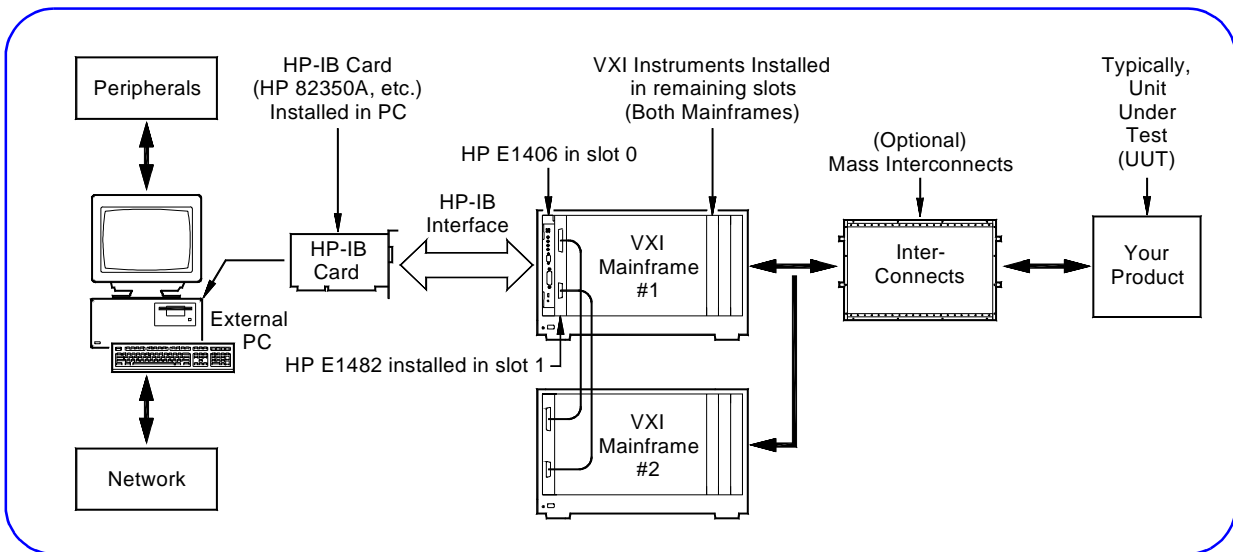 Peripherals
HP-IB Card
(HP 82350A, etc.)
Installed in PC
VXI Instruments Installed
in remaining slots
(Both Mainframes)
Typically,
Unit
Under
Test
(UUT)
HP E1406 in slot 0
(Optional)
Mass Interconnects
HP-IB
Interface
HP-IB
Card
VXI
Mainframe
#1
Inter-
Connects
Your
Product
External
PC
HP E1482 installed in slot 1
VXI
Mainframe
#2
Network